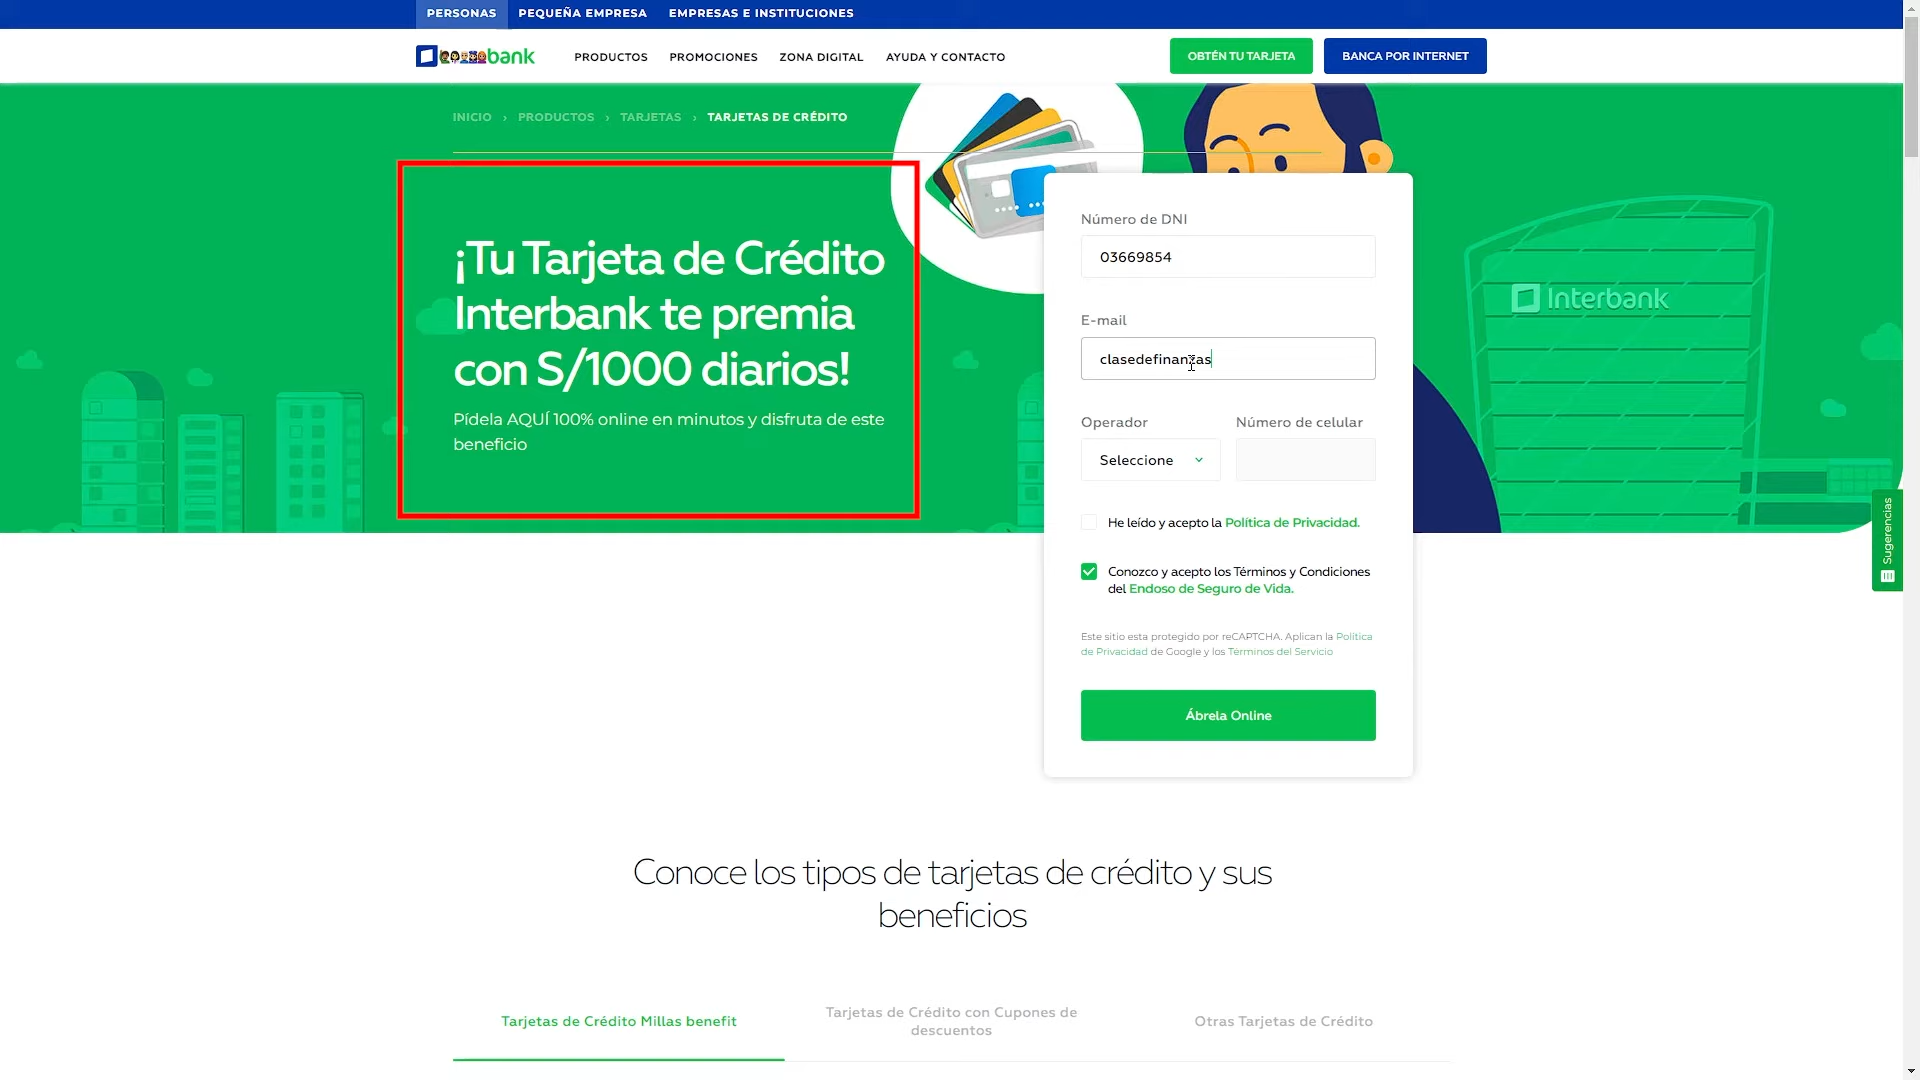 PERSONAS PEQUEÑA EMPRESA EMPRESAS E INSTITUCIONES
bank PRODUCTOS PROMOCIONES ZONA DIGITAL AYUDA Y CONTACTO OBTÉN TU TARJETA BANCA POR INTERNET
INICIO › PRODUCTOS › TARJETAS › TARJETAS DE CRÉDITO
¡Tu Tarjeta de Crédito
Interbank te premia
con S/1000 diarios!
Pídela AQUÍ 100% online en minutos y disfruta de este
beneficio
Número de DNI
03669854
E-mail
clasedefinanzas
Operador Número de celular
Seleccione
He leído y acepto la Política de Privacidad.
Conozco y acepto los Términos y Condiciones
del Endoso de Seguro de Vida.
Este sitio esta protegido por reCAPTCHA. Aplican la Política
de Privacidad de Google y los Términos del Servicio
Ábrela Online
Interbank
Sugerencias
Conoce los tipos de tarjetas de crédito y sus
beneficios
Tarjetas de Crédito Millas benefit
Tarjetas de Crédito con Cupones de
descuentos
Otras Tarjetas de Crédito